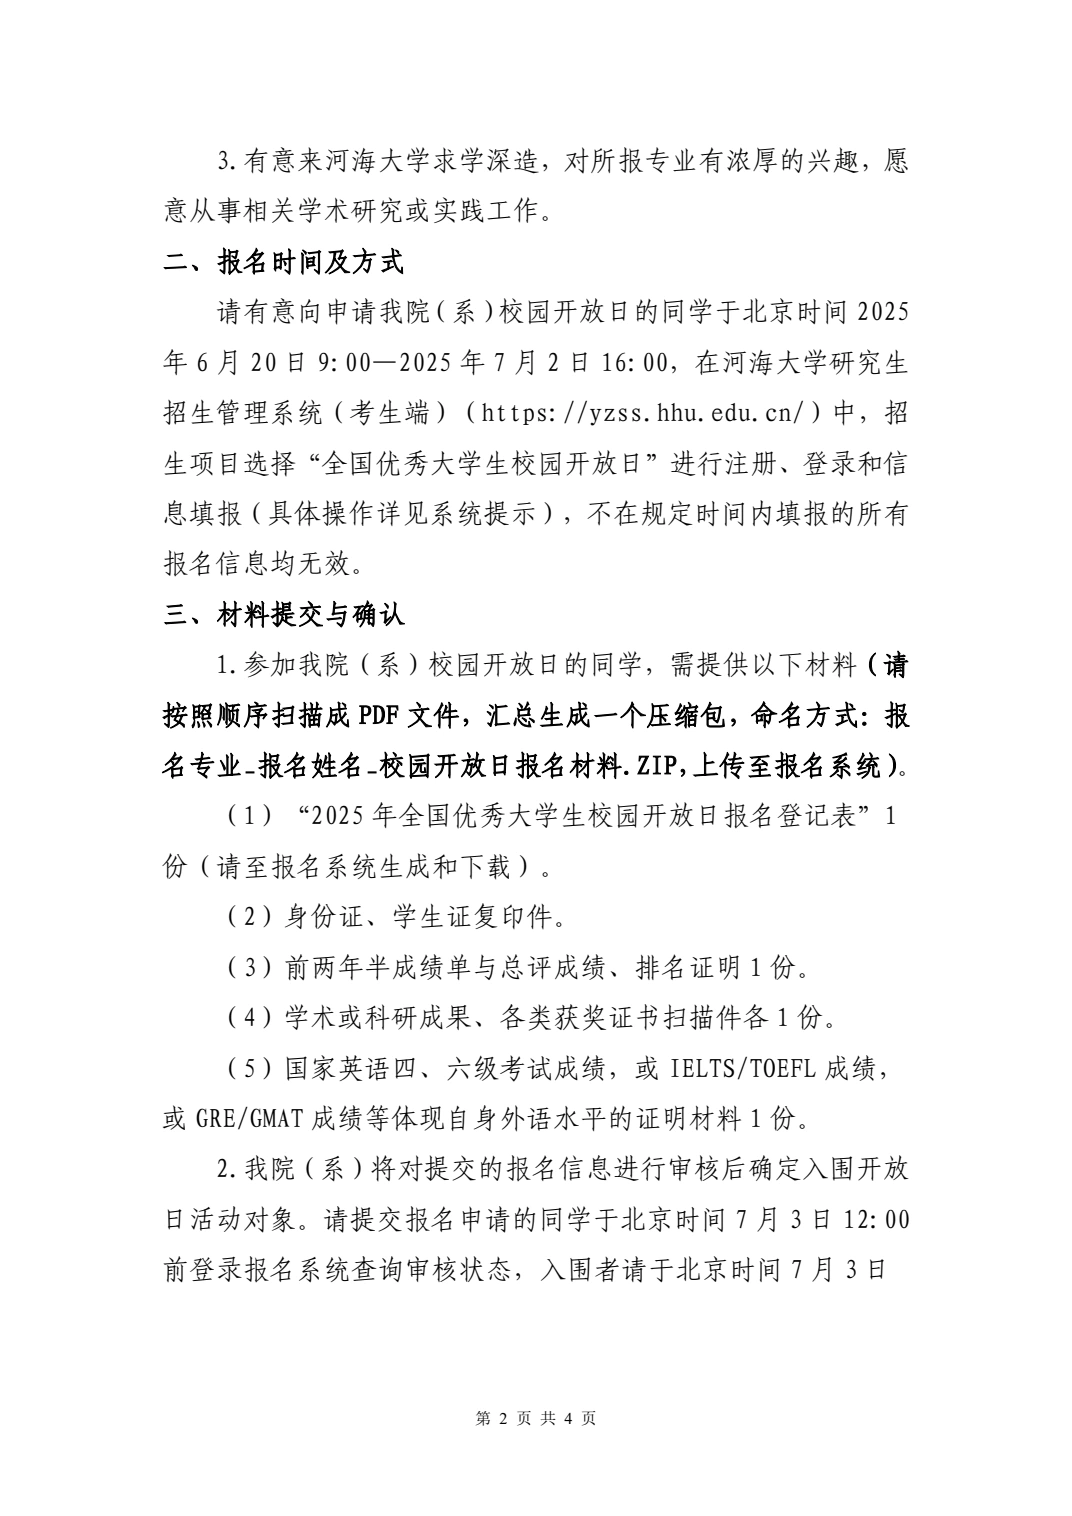 3.有意来河海大学求学深造，对所报专业有浓厚的兴趣，愿
意从事相关学术研究或实践工作。
二、报名时间及方式
请有意向申请我院（系）校园开放日的同学于北京时间 2025
年 6 月 20 日 9:00—2025 年 7 月 2 日 16:00，在河海大学研究生
招生管理系统（考生端）（https://yzss.hhu.edu.cn/）中，招
生项目选择“全国优秀大学生校园开放日”进行注册、登录和信
息填报（具体操作详见系统提示），不在规定时间内填报的所有
报名信息均无效。
三、材料提交与确认
1.参加我院（系）校园开放日的同学，需提供以下材料（请
按照顺序扫描成 PDF 文件，汇总生成一个压缩包，命名方式：报
名专业_报名姓名_校园开放日报名材料.ZIP,上传至报名系统）。
（1）“2025 年全国优秀大学生校园开放日报名登记表”1
份（请至报名系统生成和下载）。
（2）身份证、学生证复印件。
（3）前两年半成绩单与总评成绩、排名证明 1 份。
（4）学术或科研成果、各类获奖证书扫描件各 1 份。
（5）国家英语四、六级考试成绩，或 IELTS/TOEFL 成绩，
或 GRE/GMAT 成绩等体现自身外语水平的证明材料 1 份。
2.我院（系）将对提交的报名信息进行审核后确定入围开放
日活动对象。请提交报名申请的同学于北京时间 7 月 3 日 12:00
前登录报名系统查询审核状态，入围者请于北京时间 7 月 3 日
第 2 页 共 4 页